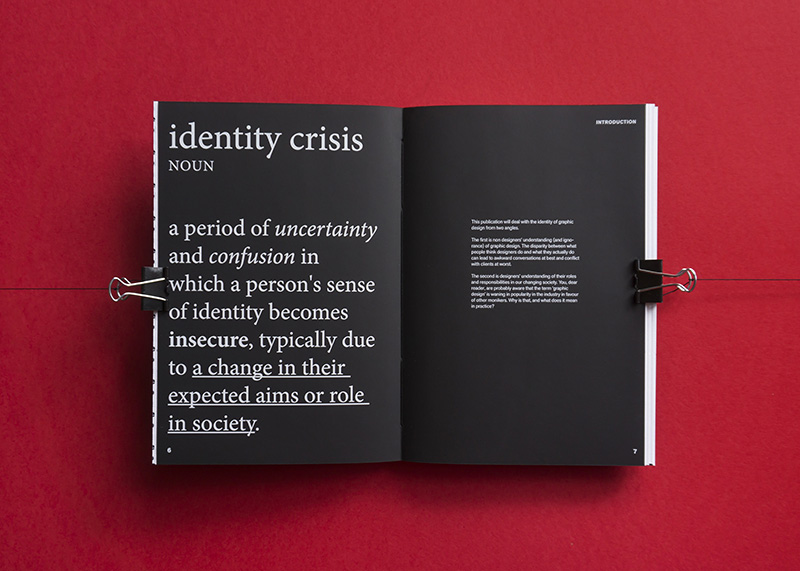 identity crisis
NOUN
a period of uncertainty
and confusion in
which a person's sense
of identity becomes
insecure, typically due
to a change in their
expected aims or role
in society.
6
INTRODUCTION
This publication will deal with the identity of graphic
design from two angles.
The first is non designers' understanding (and igno-
rance) of graphic design. The disparity between what
people think designers do and what they actually do
can lead to awkward conversations at best and conflict
with clients at worst.
The second is designers' understanding of their roles
and responsibilities in our changing society. You, dear
reader, are probably aware that the term 'graphic
design' is waning in popularity in the industry in favour
of other monikers. Why is that, and what does it mean
in practice?
7